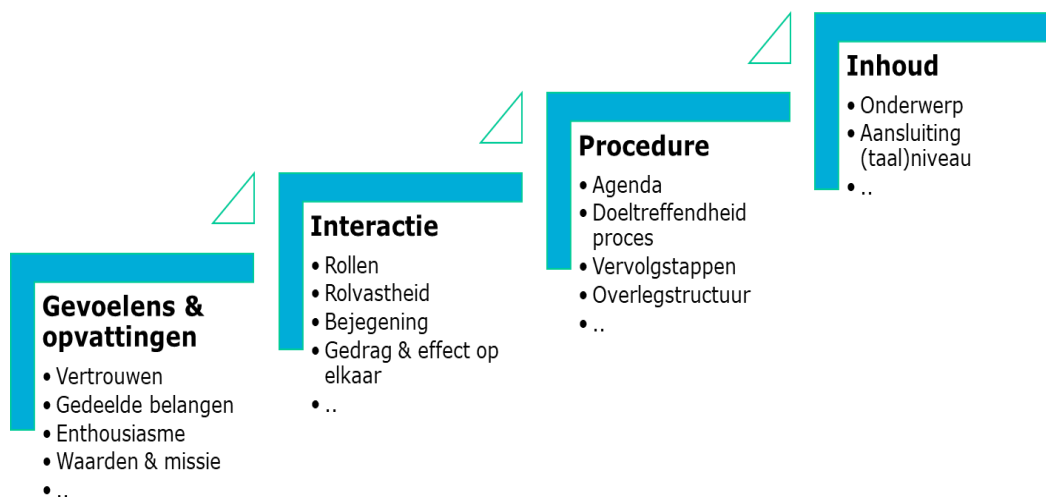 Gevoelens &
opvattingen
• Vertrouwen
• Gedeelde belangen
• Enthousiasme
• Waarden & missie
• ..
Interactie
• Rollen
• Rolvastheid
• Bejegening
• Gedrag & effect op
elkaar
• ..
Procedure
• Agenda
• Doeltreffendheid
proces
• Vervolgstappen
• Overlegstructuur
• ..
Inhoud
• Onderwerp
• Aansluiting
(taal)niveau
• ..